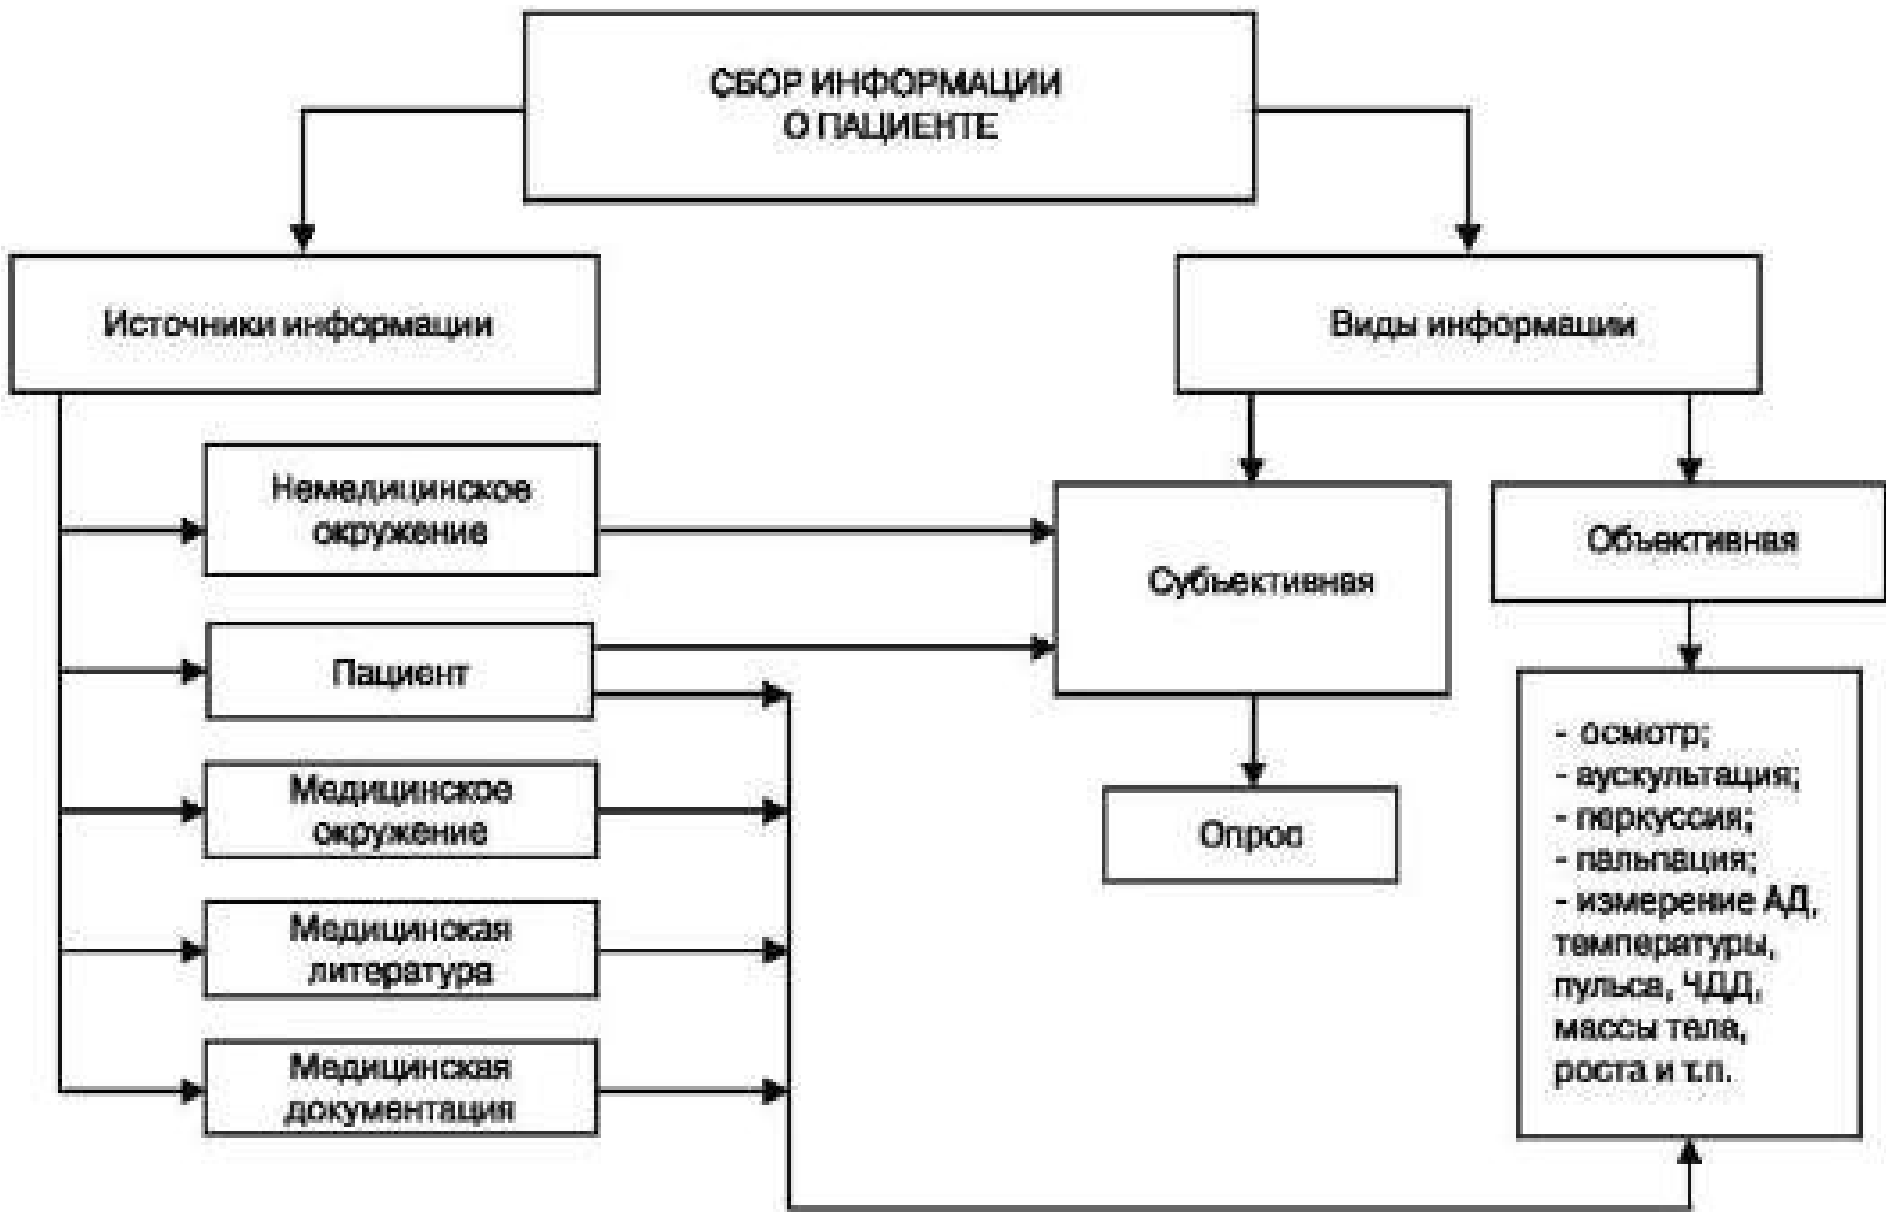 СБОР ИНФОРМАЦИИ
О ПАЦИЕНТЕ
Источники информации
Виды информации
Немедицинское
окружение
Субъективная
Объективная
Пациент
Медицинское
окружение
Опрос
Медицинская
литература
Медицинская
документация
- осмотр;
- аускультация;
- перкуссия;
- пальпация;
- измерение АД,
температуры,
пульса, ЧДД,
массы тела,
роста и т.п.